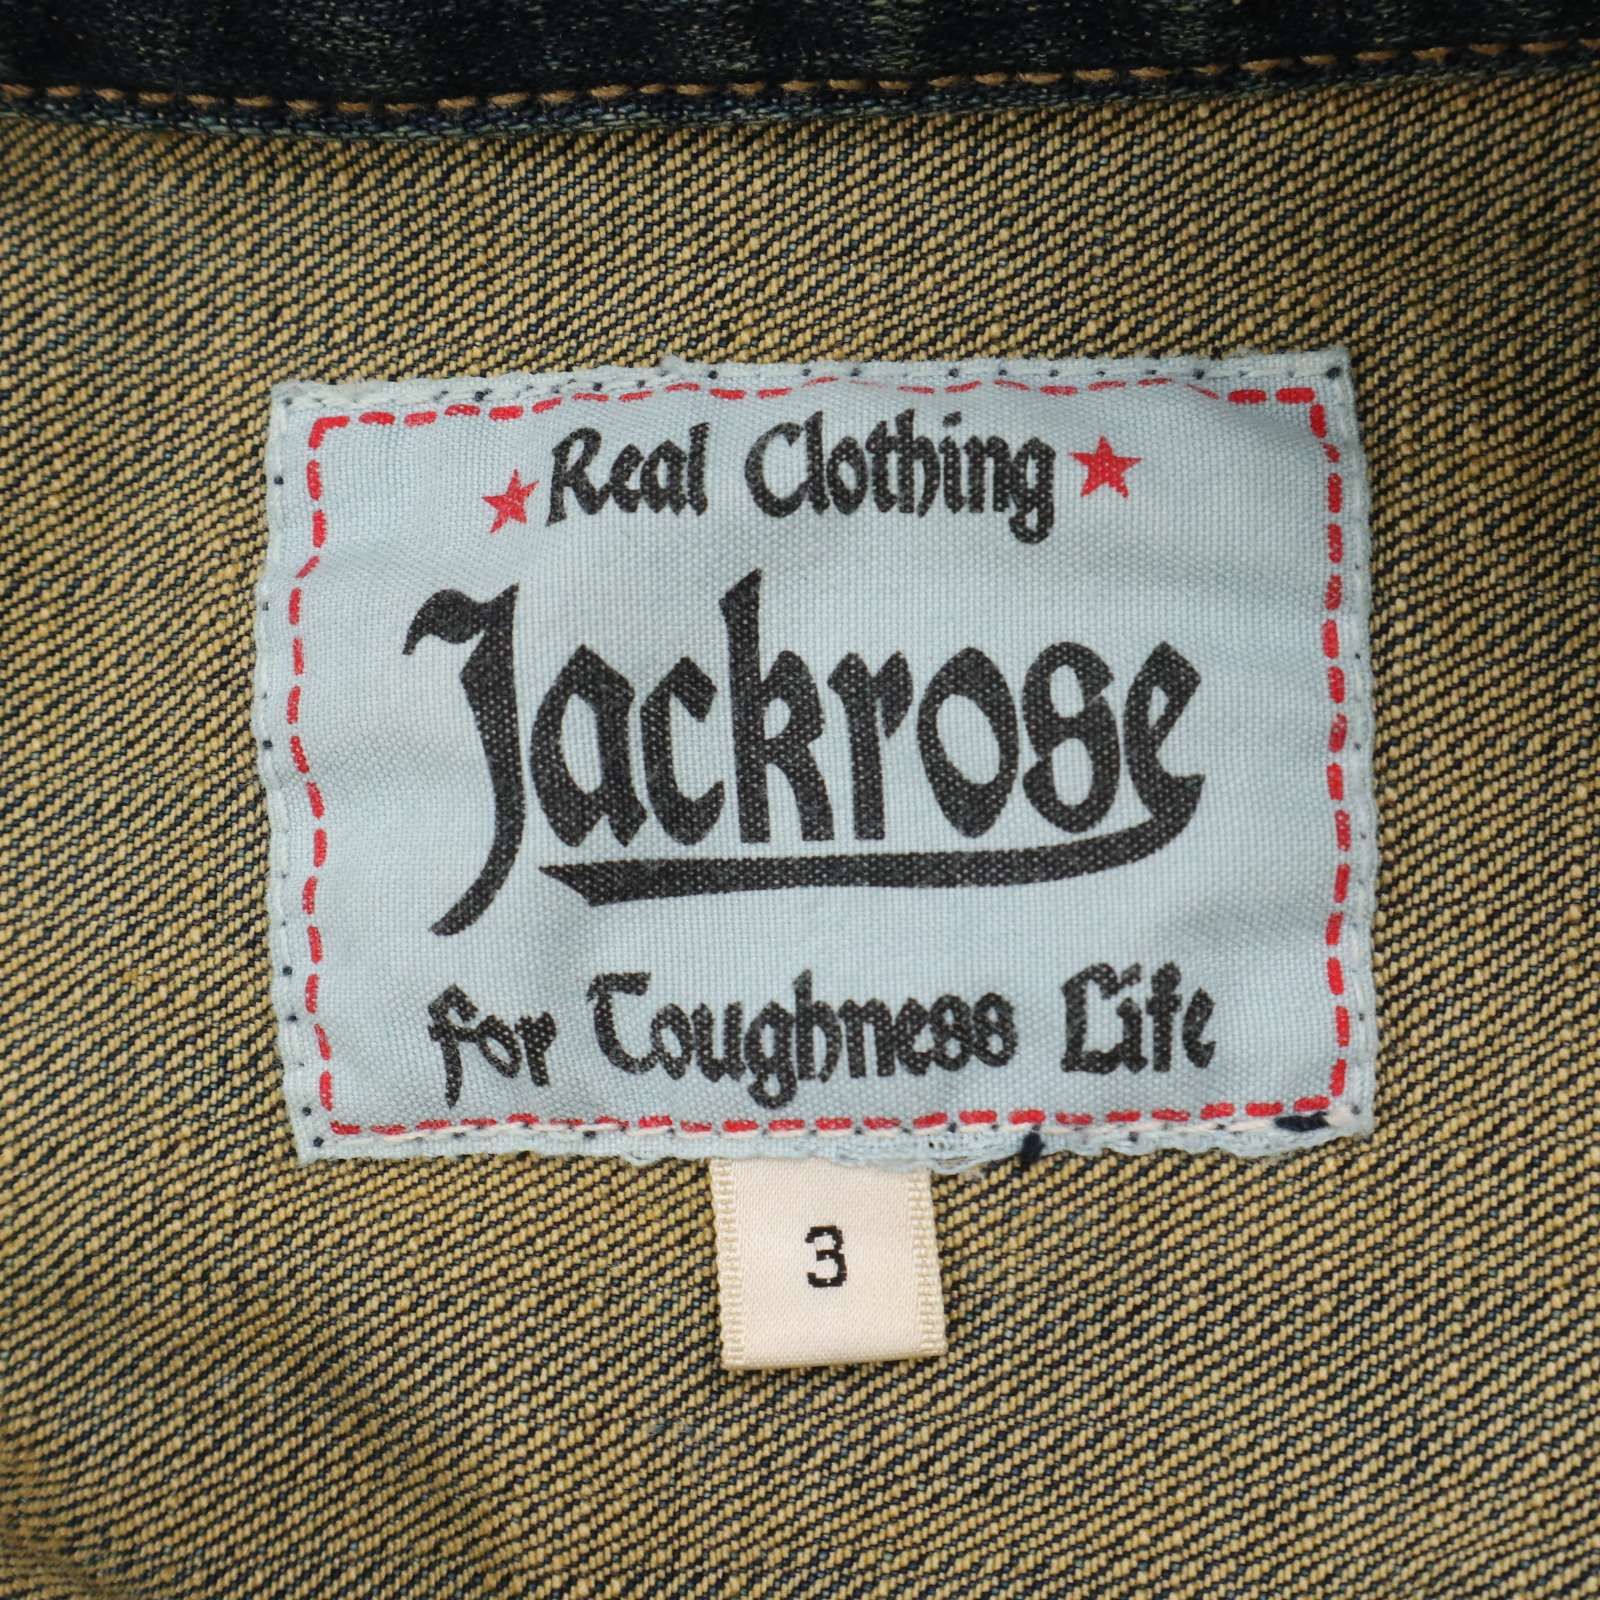 Real Clothing
Jackrose
for Toughness Life
3